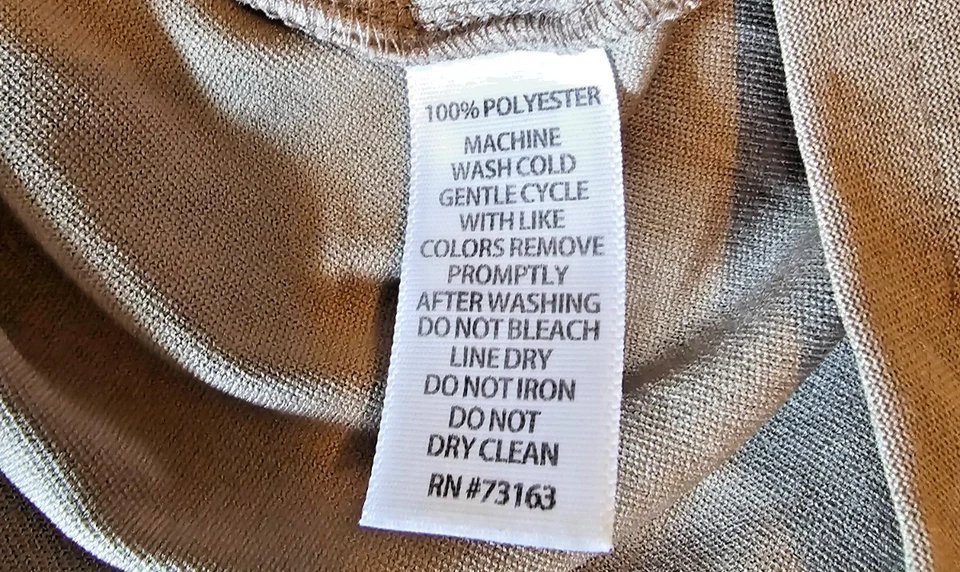 100% POLYESTER
MACHINE
WASH COLD
GENTLE CYCLE
WITH LIKE
COLORS REMOVE
PROMPTLY
AFTER WASHING
DO NOT BLEACH
LINE DRY
DO NOT IRON
DO NOT
DRY CLEAN
RN #73163